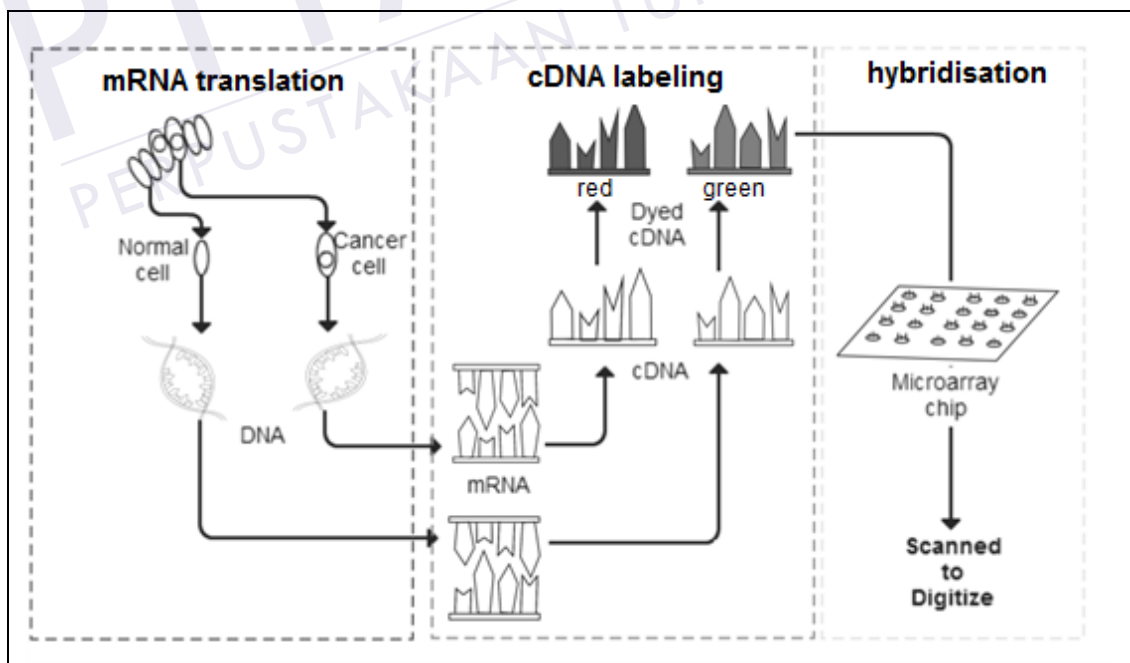 PERPUSTAKAAN
mRNA translation
cDNA labeling
hybridisation
red
green
Dyed
cDNA
Normal
cell
Cancer
cell
cDNA
DNA
mRNA
Microarray
chip
Scanned
to
Digitize